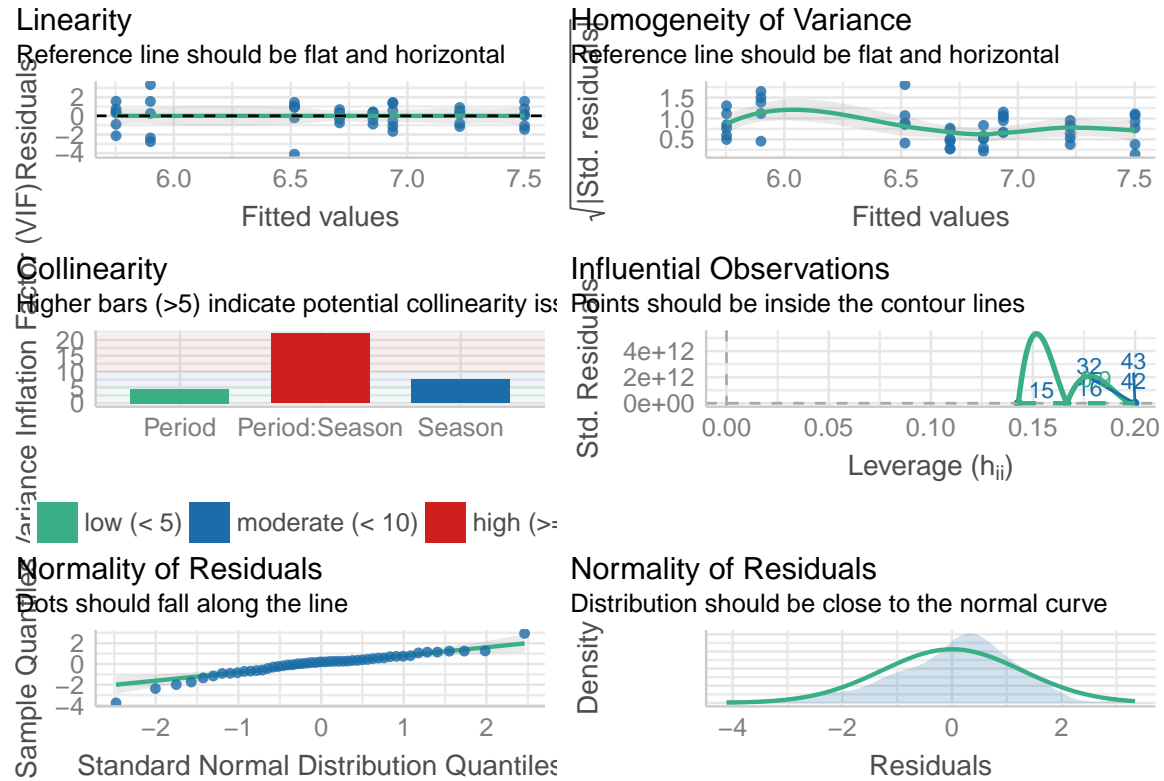 Linearity
Reference line should be flat and horizontal
Residuals
2
0
−2
−4
6.0 6.5 7.0 7.5
Fitted values
Homogeneity of Variance
Reference line should be flat and horizontal
√|Std. residuals|
1.5
1.0
0.5
6.0 6.5 7.0 7.5
Fitted values
Collinearity
Higher bars (>5) indicate potential collinearity iss
Variance Inflation Factor (VIF)
20
15
10
5
0
Period Period:Season Season
low (< 5) moderate (< 10) high (>=
Influential Observations
Points should be inside the contour lines
Std. Residuals
4e+12
2e+12
0e+00
15 32 16 43 42
0.00 0.05 0.10 0.15 0.20
Leverage (hii)
Normality of Residuals
Dots should fall along the line
Sample Quantiles
2
0
−2
−4
−2 −1 0 1 2
Standard Normal Distribution Quantiles
Normality of Residuals
Distribution should be close to the normal curve
Density
−4 −2 0 2
Residuals